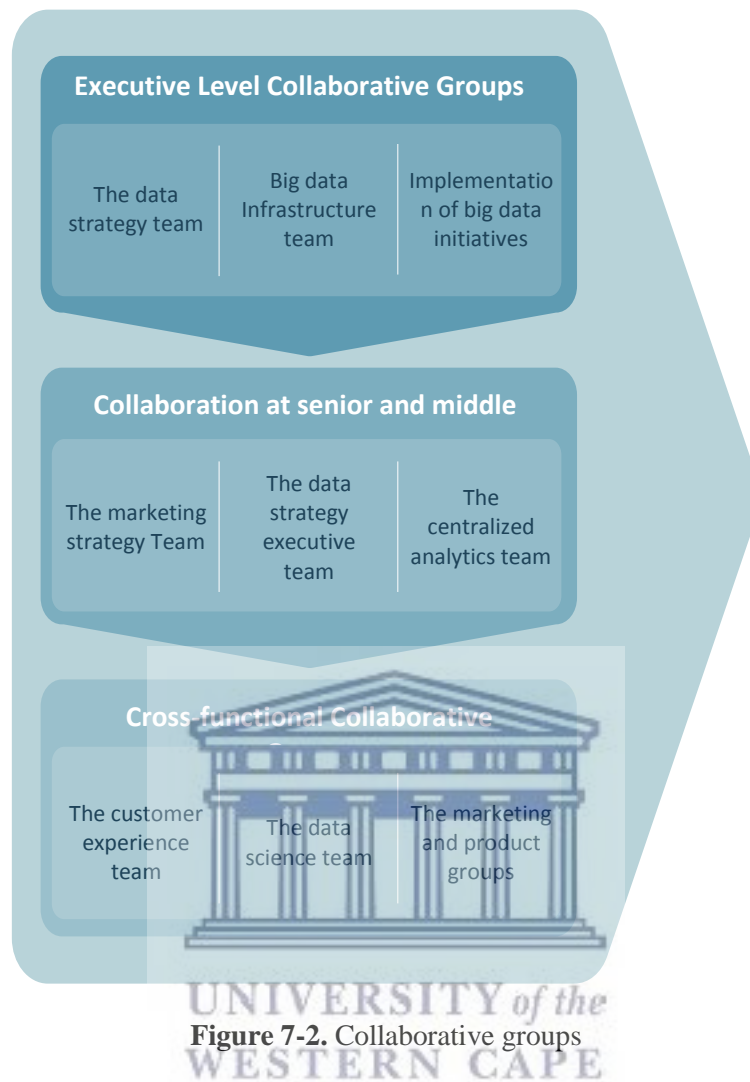 Executive Level Collaborative Groups
The data
strategy team
Big data
Infrastructure
team
Implementatio
n of big data
initiatives
Collaboration at senior and middle
The marketing
strategy Team
The data
strategy
executive
team
The
centralized
analytics team
Cross-functional Collaborative
The customer
experience
team
The data
science team
The marketing
and product
groups
UNIVERSITY of the
Figure 7-2. Collaborative groups
WESTERN CAPE